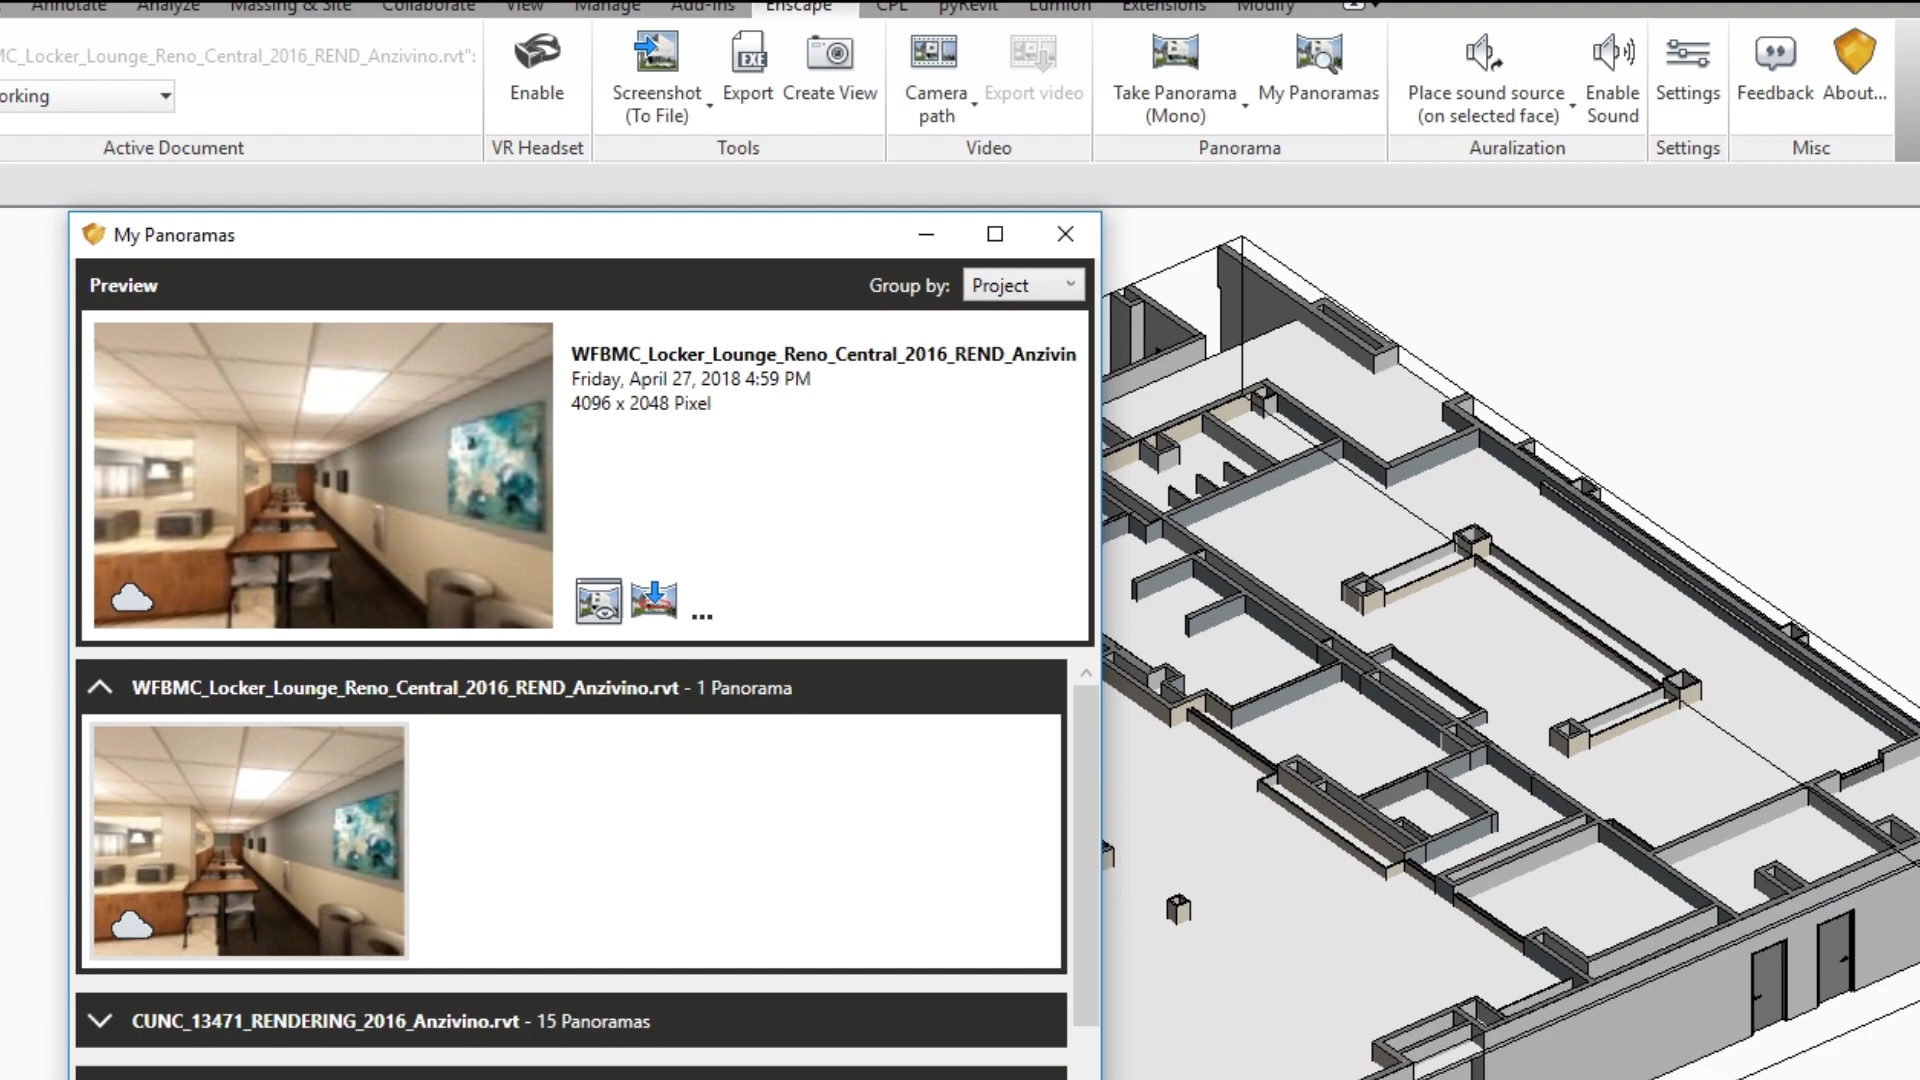 Annotate Analyze Massing & Site Collaborate View Manage Add-Ins Enscape CPL pyRevit Lumion Extensions Modify
MC_Locker_Lounge_Reno_Central_2016_REND_Anzivino.rvt":
orking
Active Document
Enable
VR Headset
Screenshot
(To File)
Export
Create View
Tools
Camera
path
Export video
Video
Take Panorama
(Mono)
My Panoramas
Panorama
Place sound source
(on selected face)
Enable
Sound
Auralization
Settings
Settings
Feedback
About...
Misc
EXE
My Panoramas
Preview
Group by: Project
WFBMC_Locker_Lounge_Reno_Central_2016_REND_Anzivin
Friday, April 27, 2018 4:59 PM
4096 x 2048 Pixel
...
WFBMC_Locker_Lounge_Reno_Central_2016_REND_Anzivino.rvt - 1 Panorama
CUNC_13471_RENDERING_2016_Anzivino.rvt - 15 Panoramas